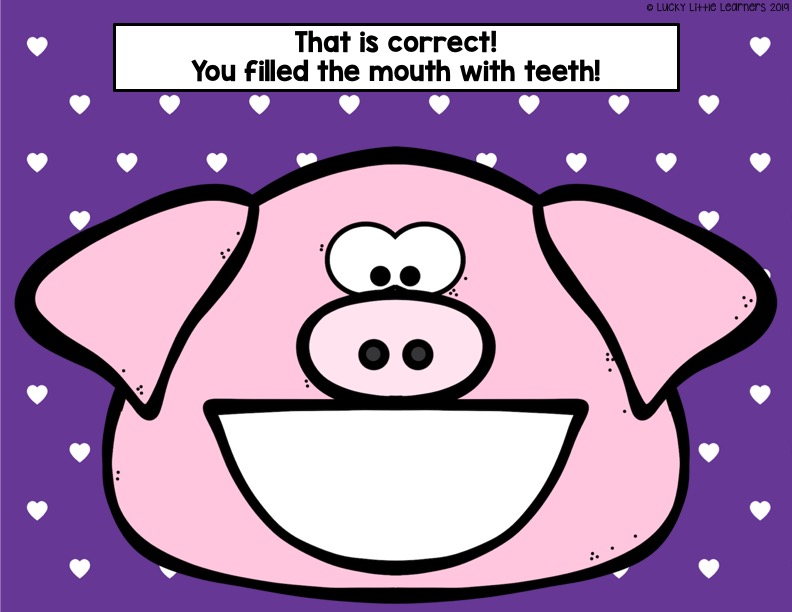 © Lucky Little Learners 2019
That is correct!
You filled the mouth with teeth!